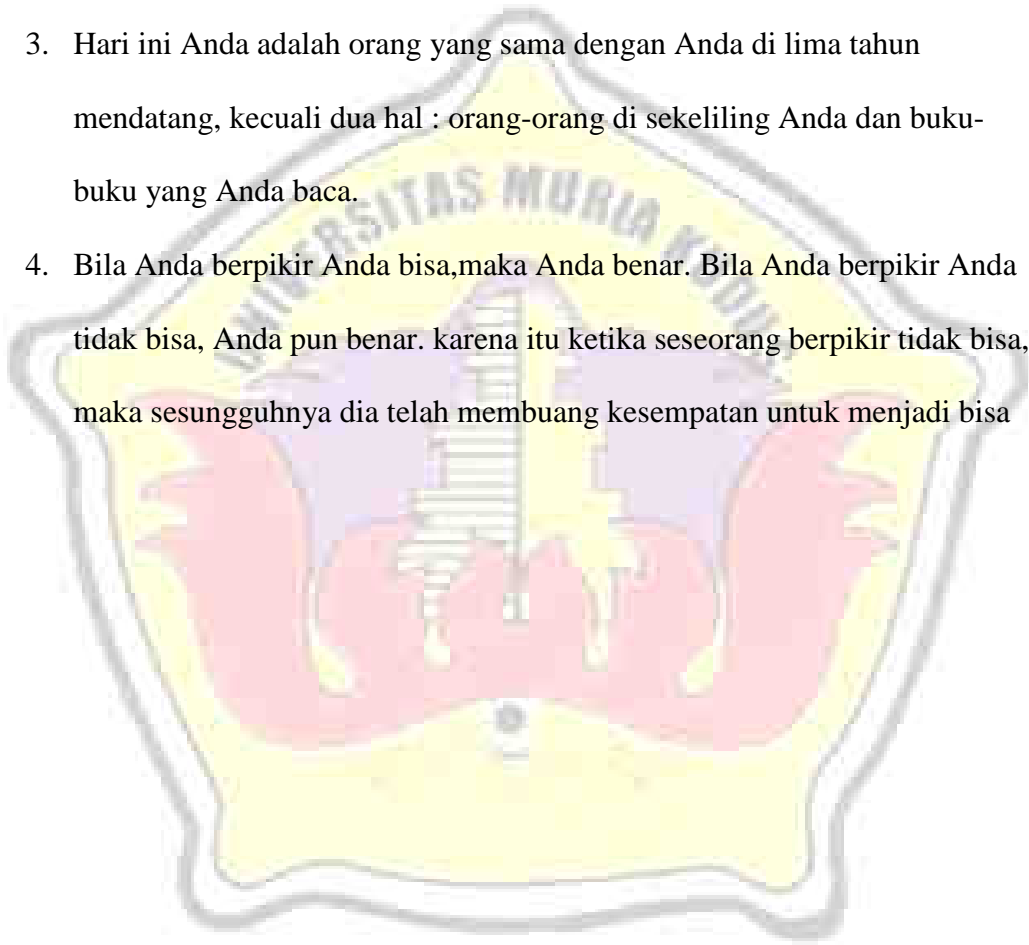 3. Hari ini Anda adalah orang yang sama dengan Anda di lima tahun
mendatang, kecuali dua hal : orang-orang di sekeliling Anda dan buku-
buku yang Anda baca.
4. Bila Anda berpikir Anda bisa,maka Anda benar. Bila Anda berpikir Anda
tidak bisa, Anda pun benar. karena itu ketika seseorang berpikir tidak bisa,
maka sesungguhnya dia telah membuang kesempatan untuk menjadi bisa
UNIVERSITAS MURIA KUDUS